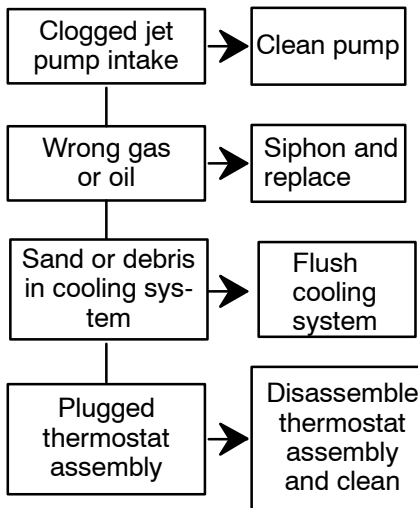 Clogged jet
pump intake
Clean pump
Wrong gas
or oil
Siphon and
replace
Sand or debris
in cooling sys-
tem
Flush
cooling
system
Plugged
thermostat
assembly
Disassemble
thermostat
assembly
and clean